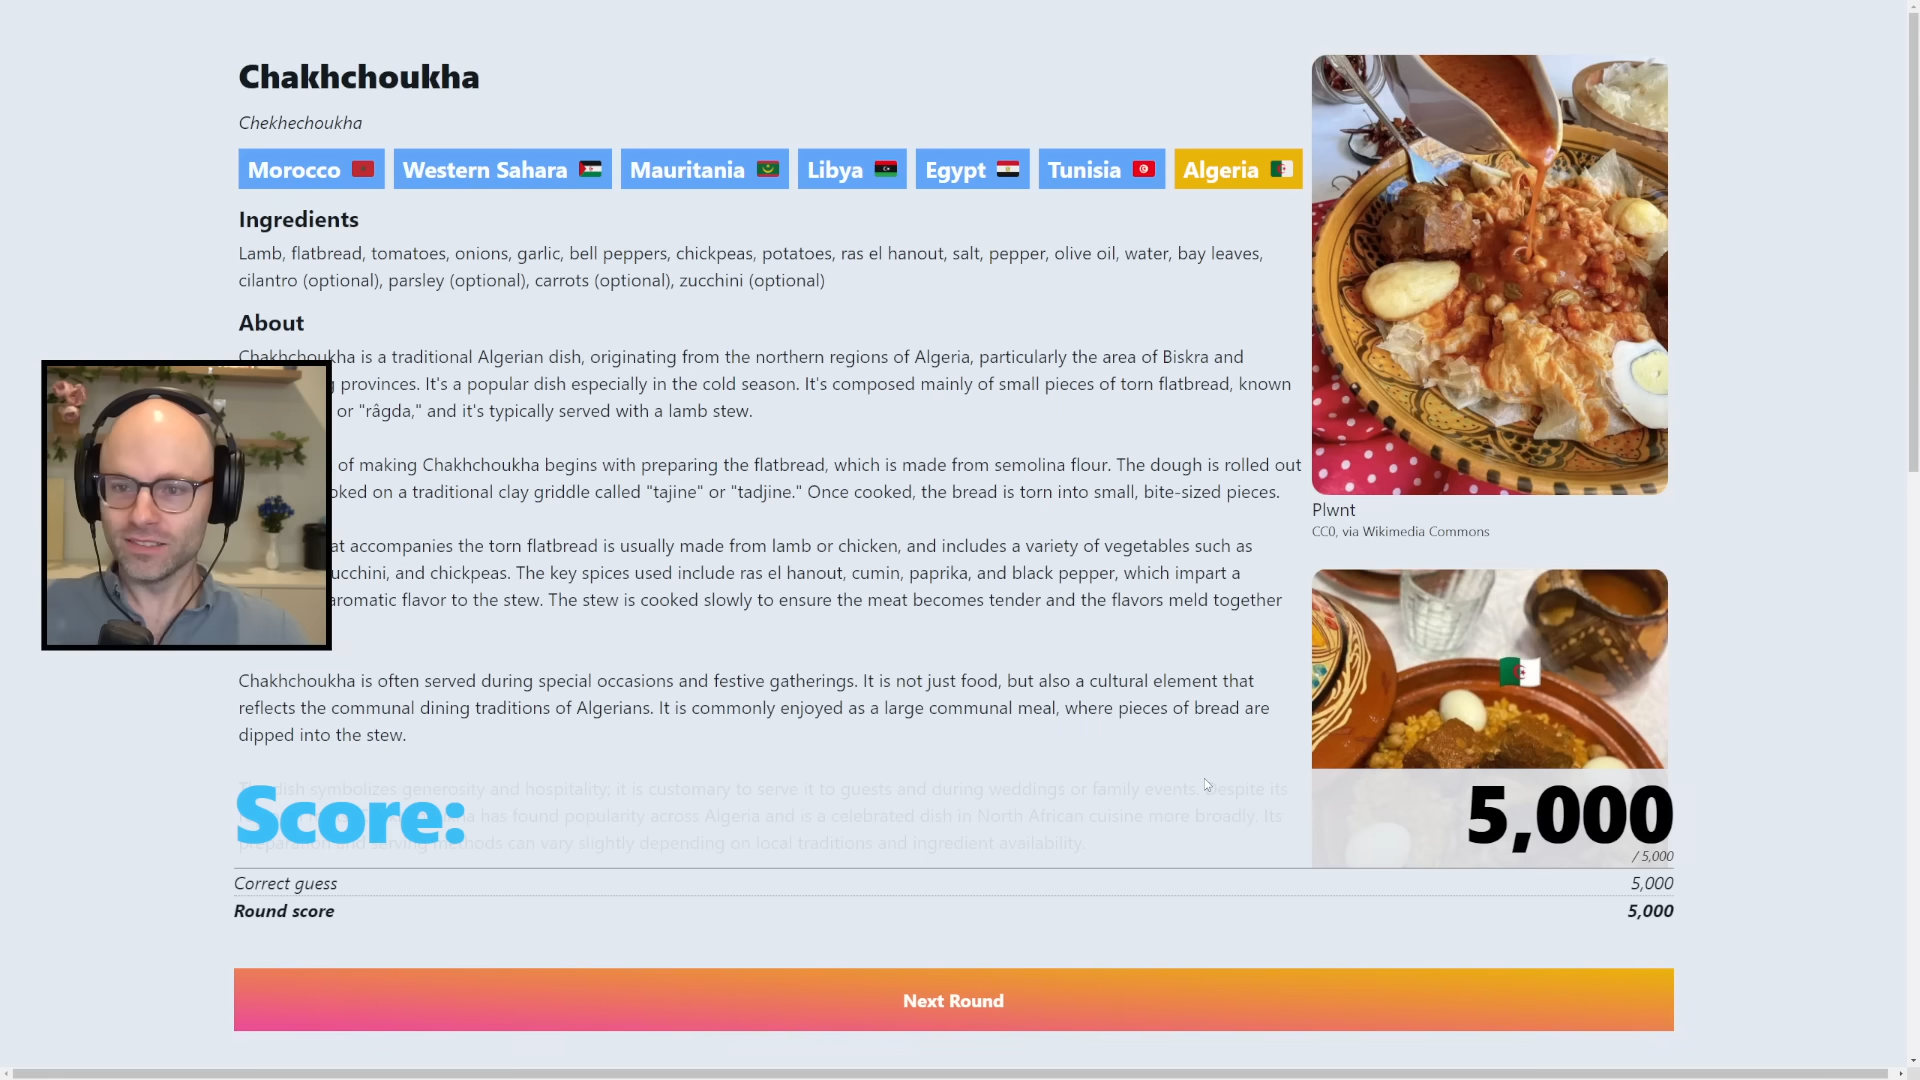 Chakhchoukha
Chekhechoukha
Morocco
Western Sahara
Mauritania
Libya
Egypt
Tunisia
Algeria
Ingredients
Lamb, flatbread, tomatoes, onions, garlic, bell peppers, chickpeas, potatoes, ras el hanout, salt, pepper, olive oil, water, bay leaves,
cilantro (optional), parsley (optional), carrots (optional), zucchini (optional)
About
Chakhchoukha is a traditional Algerian dish, originating from the northern regions of Algeria, particularly the area of Biskra and
provinces. It's a popular dish especially in the cold season. It's composed mainly of small pieces of torn flatbread, known
or "râgda," and it's typically served with a lamb stew.
of making Chakhchoukha begins with preparing the flatbread, which is made from semolina flour. The dough is rolled out
on a traditional clay griddle called "tajine" or "tadjine." Once cooked, the bread is torn into small, bite-sized pieces.
accompanies the torn flatbread is usually made from lamb or chicken, and includes a variety of vegetables such as
and chickpeas. The key spices used include ras el hanout, cumin, paprika, and black pepper, which impart a
aromatic flavor to the stew. The stew is cooked slowly to ensure the meat becomes tender and the flavors meld together
Chakhchoukha is often served during special occasions and festive gatherings. It is not just food, but also a cultural element that
reflects the communal dining traditions of Algerians. It is commonly enjoyed as a large communal meal, where pieces of bread are
dipped into the stew.
dish symbolizes generosity and hospitality; it is customary to serve it to guests and during weddings or family events. Despite its
has found popularity across Algeria and is a celebrated dish in North African cuisine more broadly. Its
preparation and serving methods can vary slightly depending on local traditions and ingredient availability.
Plwnt
CC0, via Wikimedia Commons
Score:
5,000
/ 5,000
Correct guess
5,000
Round score
5,000
Next Round